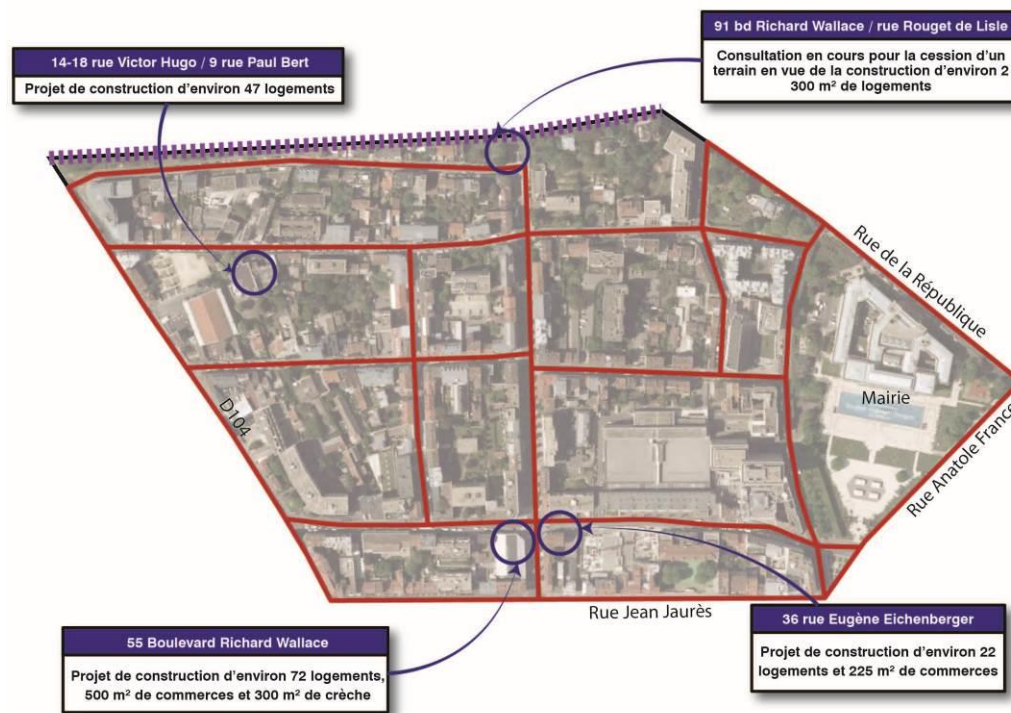 91 bd Richard Wallace / rue Rouget de Lisle
Consultation en cours pour la cession d'un
terrain en vue de la construction d'environ 2
300 m² de logements
14-18 rue Victor Hugo / 9 rue Paul Bert
Projet de construction d'environ 47 logements
Rue de la République
Mairie
D104
Rue Anatole France
Rue Jean Jaurès
36 rue Eugène Eichenberger
Projet de construction d'environ 22
logements et 225 m² de commerces
55 Boulevard Richard Wallace
Projet de construction d'environ 72 logements,
500 m² de commerces et 300 m² de crèche